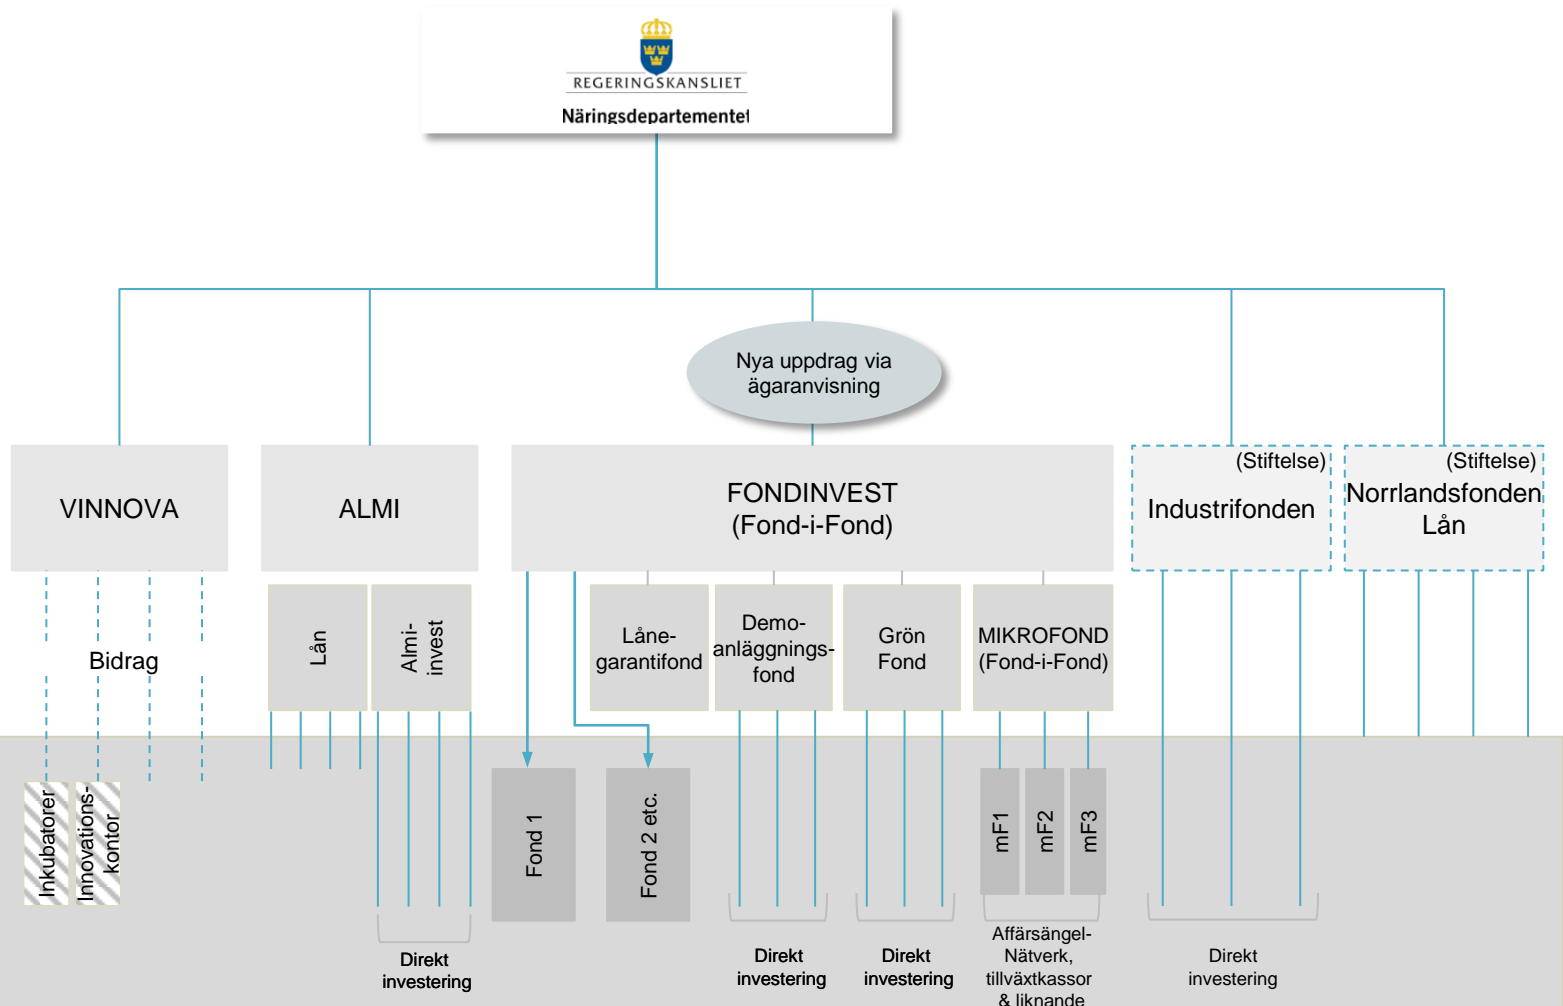 REGERINGSKANSLIET
Näringsdepartementet
Nya uppdrag via
ägaranvisning
VINNOVA
ALMI
FONDINVEST
(Fond-i-Fond)
(Stiftelse)
Industrifonden
(Stiftelse)
Norrlandsfonden
Lån
Bidrag
Lån
Almi-
invest
Låne-
garantifond
Demo-
anläggnings-
fond
Grön
Fond
MIKROFOND
(Fond-i-Fond)
Inkubatorer
Innovations-
kontor
Fond 1
Fond 2 etc.
mF1
mF2
mF3
Direkt
investering
Direkt
investering
Direkt
investering
Affärsängel-
Nätverk,
tillväxtkassor
& liknande
Direkt
investering